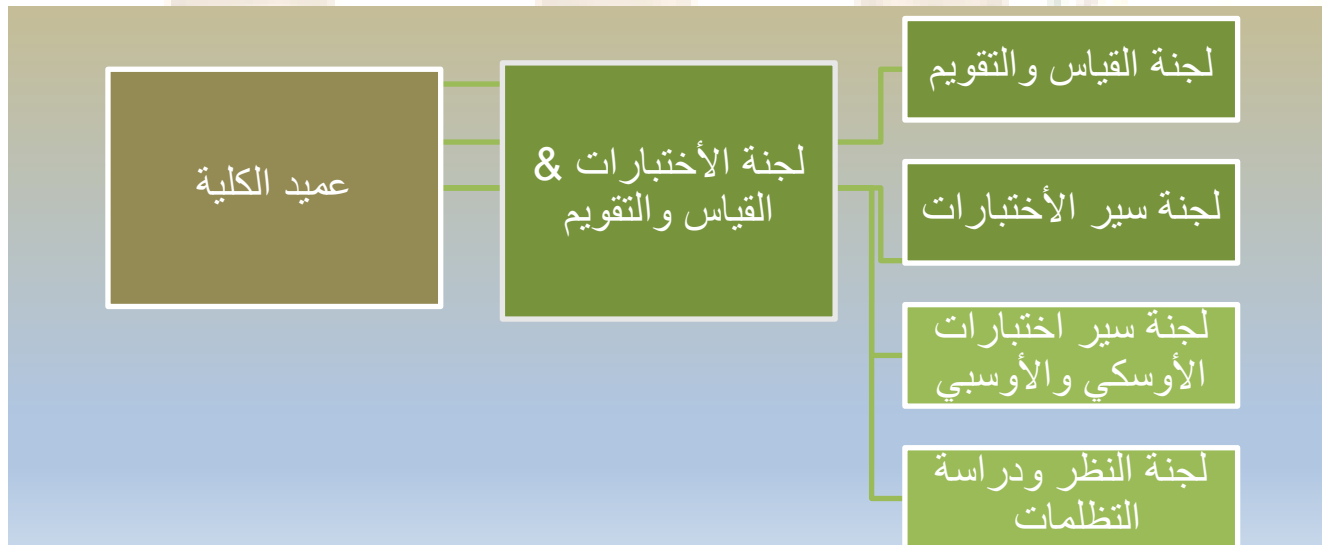 لجنة القياس والتقويم
عميد الكلية
لجنة الأختبارات &
القياس والتقويم
لجنة سير الأختبارات
لجنة سير اختبارات
الأوسكي والأوسبي
لجنة النظر ودراسة
التظلمات